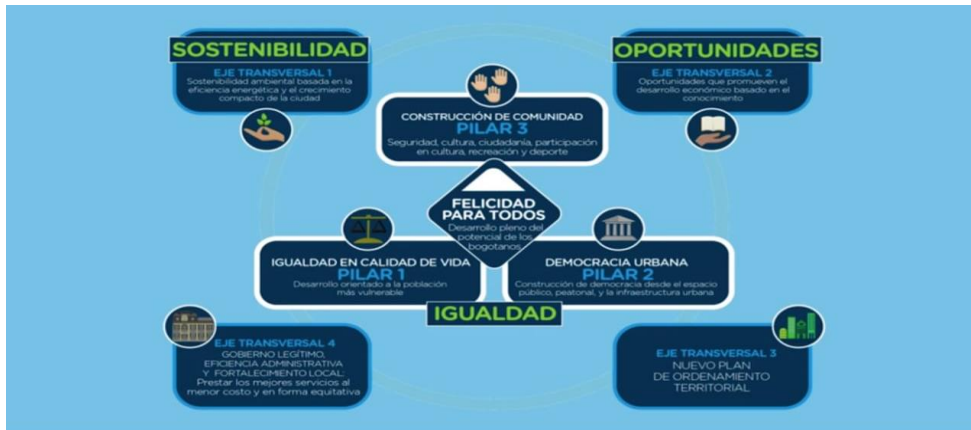 SOSTENIBILIDAD
EJE TRANSVERSAL 1
Sostenibilidad ambiental basada en la
eficiencia energética y el crecimiento
compacto de la ciudad
OPORTUNIDADES
EJE TRANSVERSAL 2
Oportunidades que promueven el
desarrollo económico basado en el
conocimiento
CONSTRUCCIÓN DE COMUNIDAD
PILAR 3
Seguridad, cultura, ciudadanía, participación
en cultura, recreación y deporte
FELICIDAD
PARA TODOS
Desarrollo pleno del
potencial de los
bogotanos
IGUALDAD EN CALIDAD DE VIDA
PILAR 1
Desarrollo orientado a la población
más vulnerable
DEMOCRACIA URBANA
PILAR 2
Construcción de democracia desde el espacio
público, peatonal, y la infraestructura urbana
IGUALDAD
EJE TRANSVERSAL 4
GOBIERNO LEGÍTIMO,
EFICIENCIA ADMINISTRATIVA
Y FORTALECIMIENTO LOCAL:
Prestar los mejores servicios al
menor costo y en forma equitativa
EJE TRANSVERSAL 3
NUEVO PLAN
DE ORDENAMIENTO
TERRITORIAL